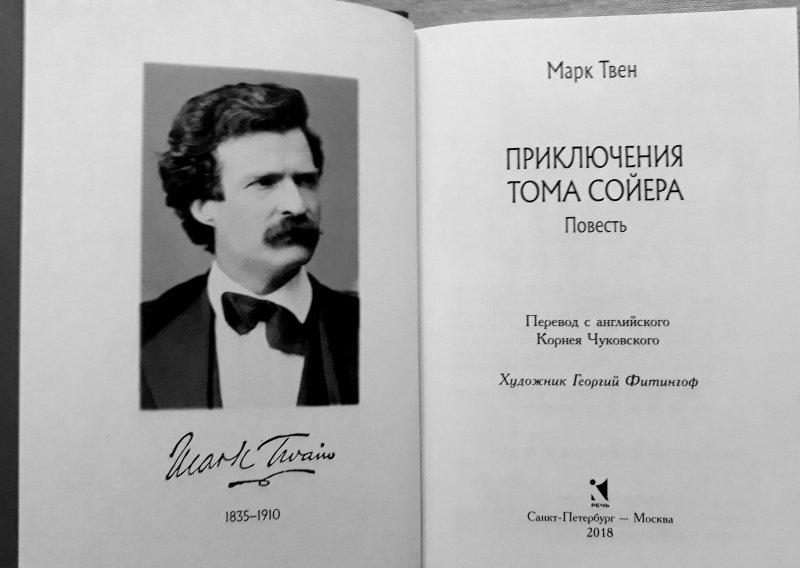 Mark Twain
1835–1910
Марк Твен
ПРИКЛЮЧЕНИЯ
ТОМА СОЙЕРА
Повесть
Перевод с английского
Корнея Чуковского
Художник Георгий Фитингоф
РЕЧЬ
Санкт-Петербург — Москва
2018